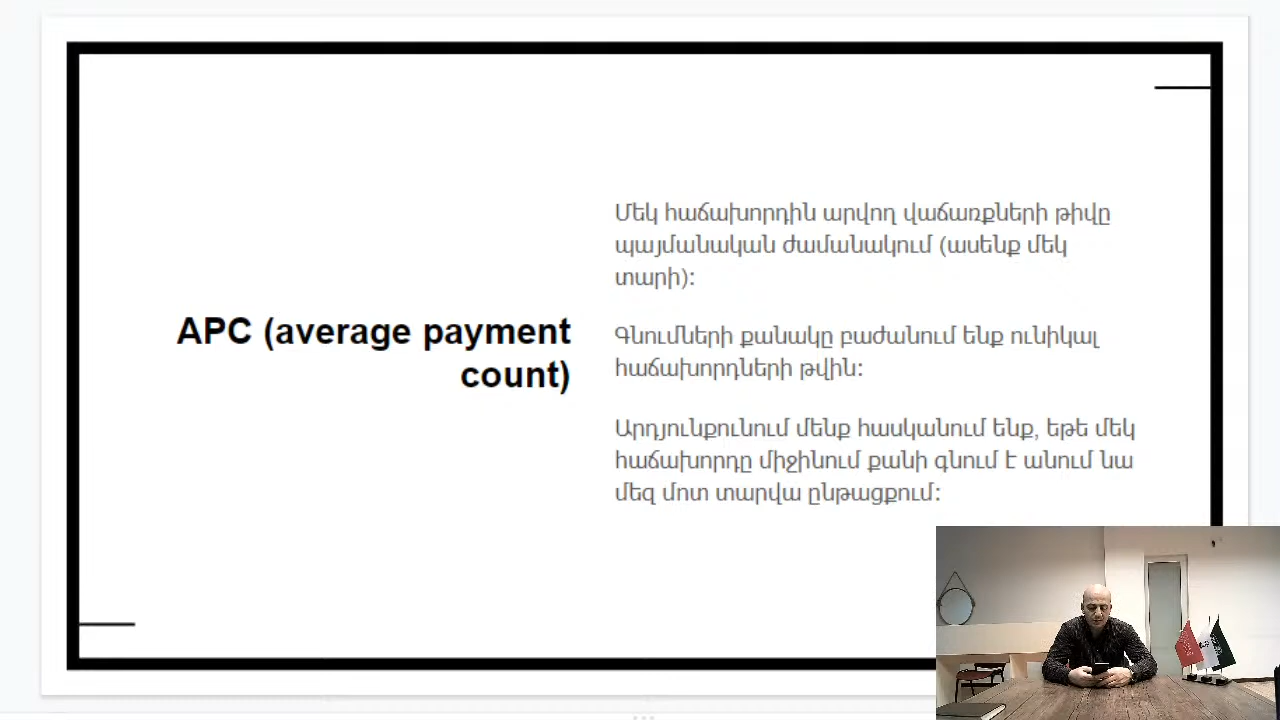 APC (average payment
count)
Մեկ հաճախորդին արվող վաճառքների թիվը
պայմանական ժամանակում (ասենք մեկ
տարի):
Գնումների քանակը բաժանում ենք ունիկալ
հաճախորդների թվին:
Արդյունքունում մենք հասկանում ենք, եթե մեկ
հաճախորդը միջինում քանի գնում է անում նա
մեզ մոտ տարվա ընթացքում: